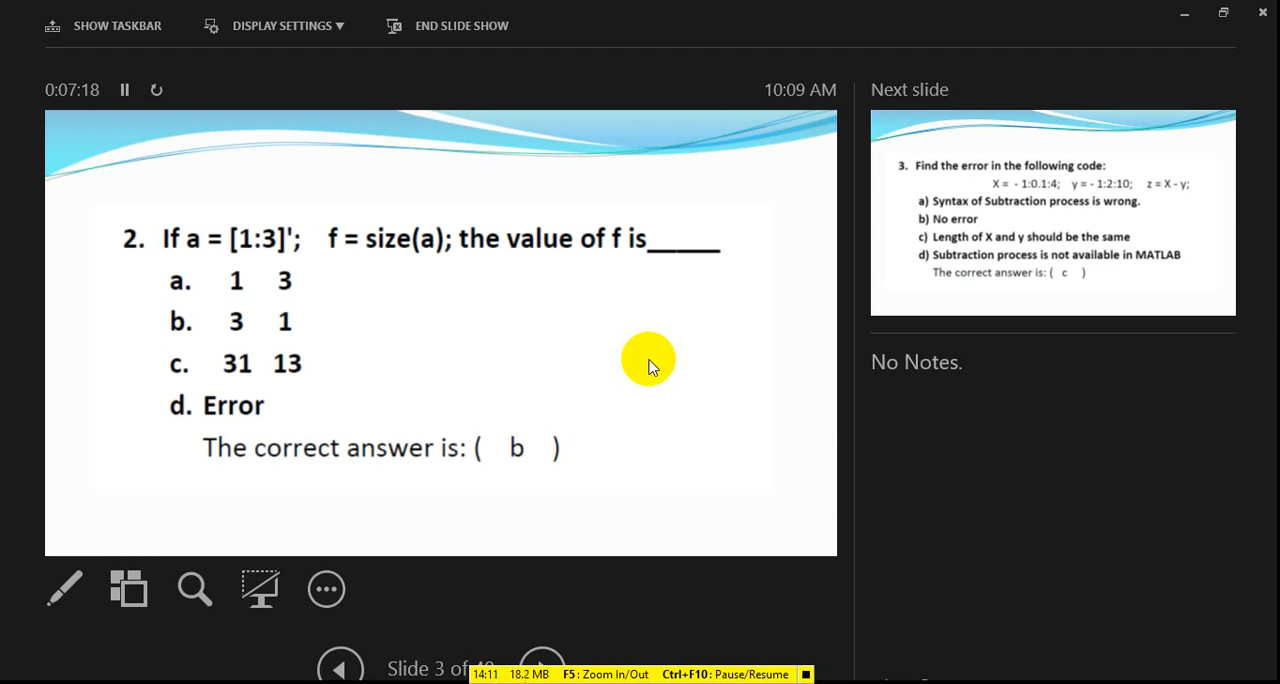 SHOW TASKBAR DISPLAY SETTINGS ▼ END SLIDE SHOW
0:07:18 10:09 AM
2. If a = [1:3]'; f = size(a); the value of f is_____
a. 1 3
b. 3 1
c. 31 13
d. Error
The correct answer is: ( b )
Next slide
3. Find the error in the following code:
X = - 1:0.1:4; y = - 1:2:10; z = X - y;
a) Syntax of Subtraction process is wrong.
b) No error
c) Length of X and y should be the same
d) Subtraction process is not available in MATLAB
The correct answer is: ( c )
No Notes.
Slide 3 of
14:11 18.2 MB F5: Zoom In/Out Ctrl+F10: Pause/Resume